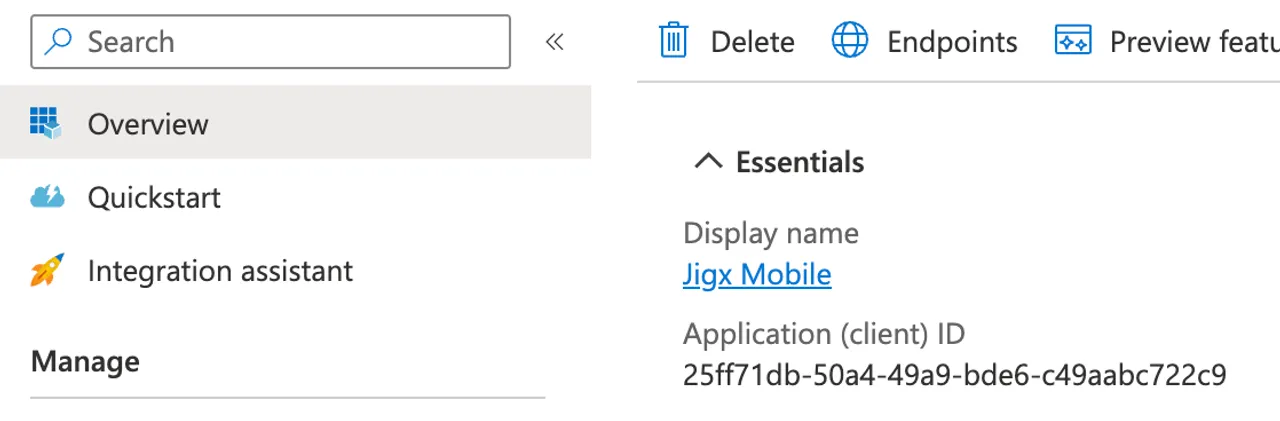 Search
Delete Endpoints Preview featu
Overview
Quickstart
Integration assistant
Manage
Essentials
Display name
Jigx Mobile
Application (client) ID
25ff71db-50a4-49a9-bde6-c49aabc722c9